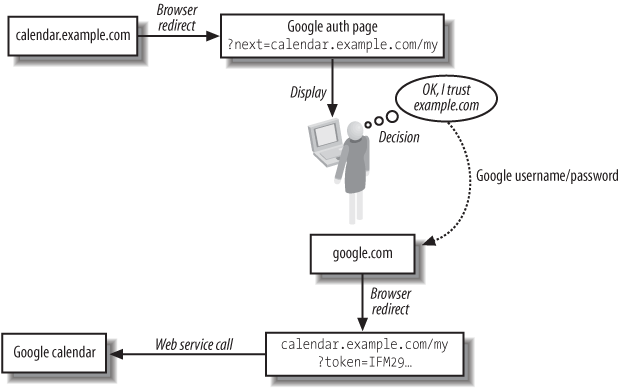 Browser
redirect
calendar.example.com
Google auth page
?next=calendar.example.com/my
Display
OK, I trust
example.com
Decision
Google username/password
google.com
Browser
redirect
calendar.example.com/my
?token=IFM29...
Web service call
Google calendar